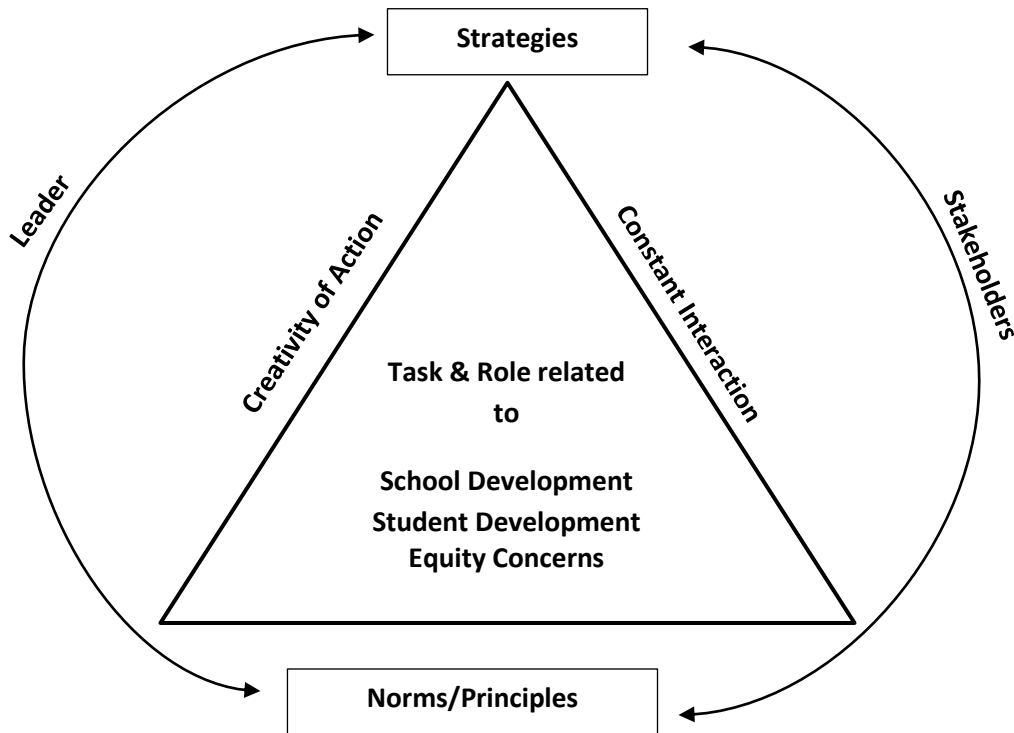 Strategies
Leader
Creativity of Action
Constant Interaction
Stakeholders
Task & Role related
to
School Development
Student Development
Equity Concerns
Norms/Principles